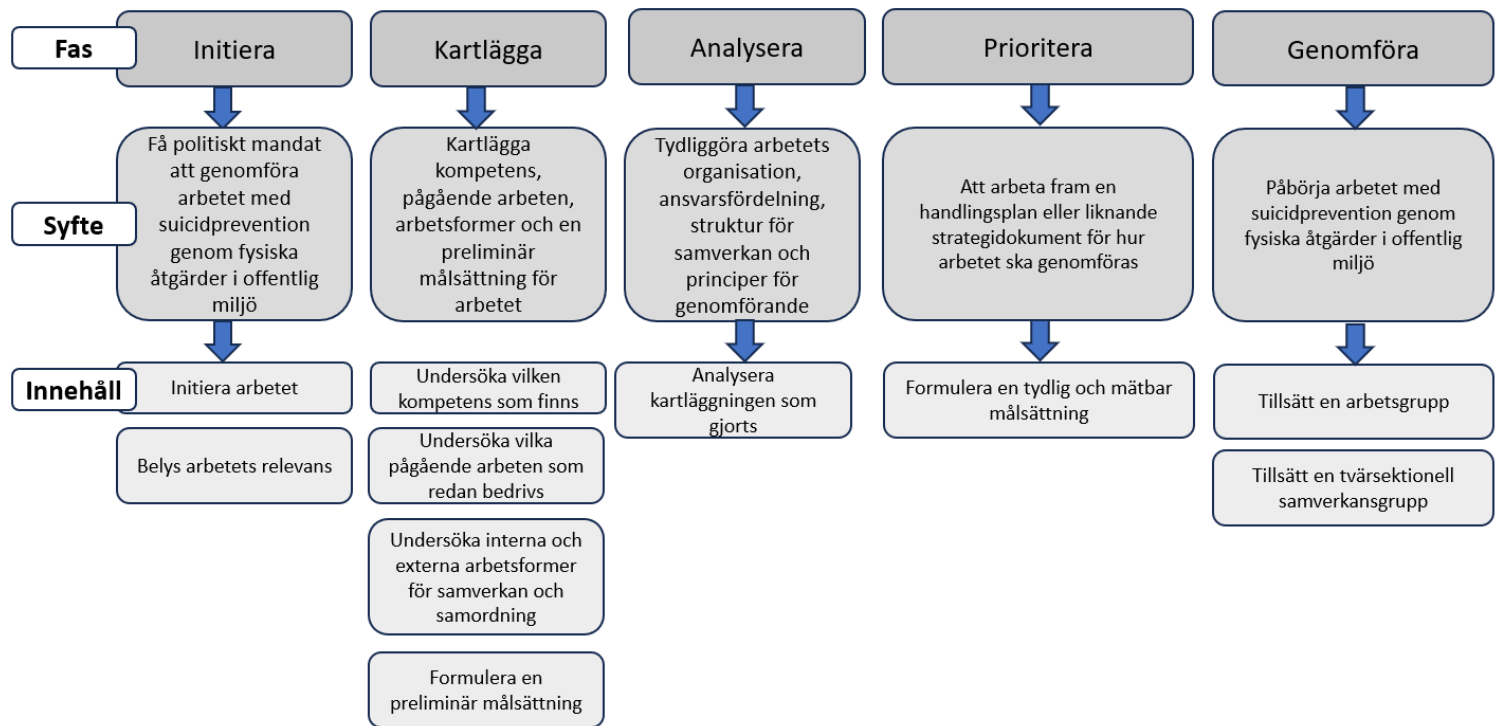 Fas
Initiera
Kartlägga
Analysera
Prioritera
Genomföra
Syfte
Få politiskt mandat
att genomföra
arbetet med
suicidprevention
genom fysiska
åtgärder i offentlig
miljö
Kartlägga
kompetens,
pågående arbeten,
arbetsformer och en
preliminär
målsättning för
arbetet
Tydliggöra arbetets
organisation,
ansvarsfördelning,
struktur för
samverkan och
principer för
genomförande
Att arbeta fram en
handlingsplan eller liknande
strategidokument för hur
arbetet ska genomföras
Påbörja arbetet med
suicidprevention genom
fysiska åtgärder i offentlig
miljö
Innehåll
Initiera arbetet
Belys arbetets relevans
Undersöka vilken
kompetens som finns
Undersöka vilka
pågående arbeten som
redan bedrivs
Undersöka interna och
externa arbetsformer
för samverkan och
samordning
Formulera en
preliminär målsättning
Analysera
kartläggningen som
gjorts
Formulera en tydlig och mätbar
målsättning
Tillsätt en arbetsgrupp
Tillsätt en tvärsektionell
samverkansgrupp